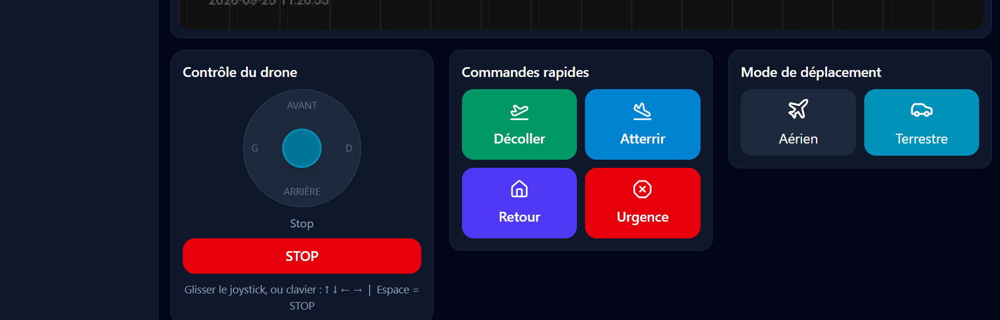 Contrôle du drone
AVANT
G
D
ARRIÈRE
Stop
STOP
Glisser le joystick, ou clavier : ↑ ↓ ← → | Espace =
STOP
Commandes rapides
Décoller
Atterrir
Retour
Urgence
Mode de déplacement
Aérien
Terrestre